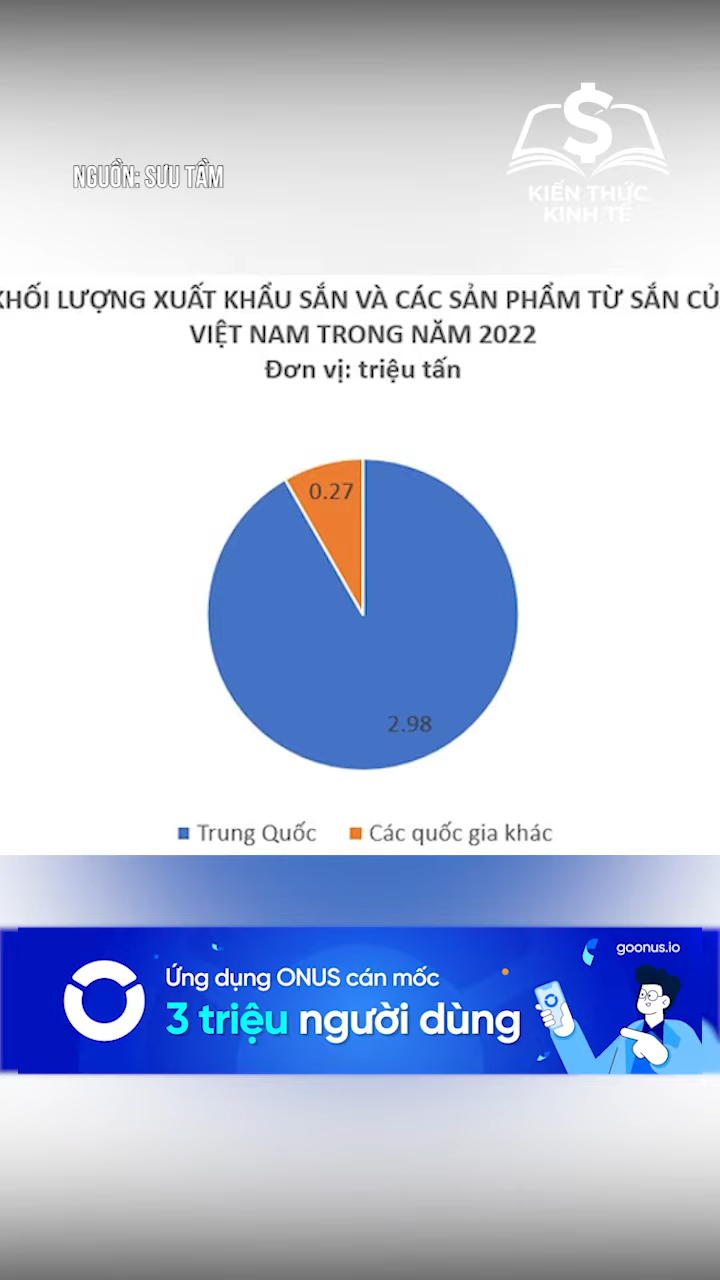 NGUỒN: SƯU TẦM
KIẾN THỨC
KINH TẾ
KHỐI LƯỢNG XUẤT KHẨU SẮN VÀ CÁC SẢN PHẨM TỪ SẮN CỦ
VIỆT NAM TRONG NĂM 2022
Đơn vị: triệu tấn
0.27
2.98
Trung Quốc
Các quốc gia khác
goonus.io
Ứng dụng ONUS cán mốc
3 triệu người dùng